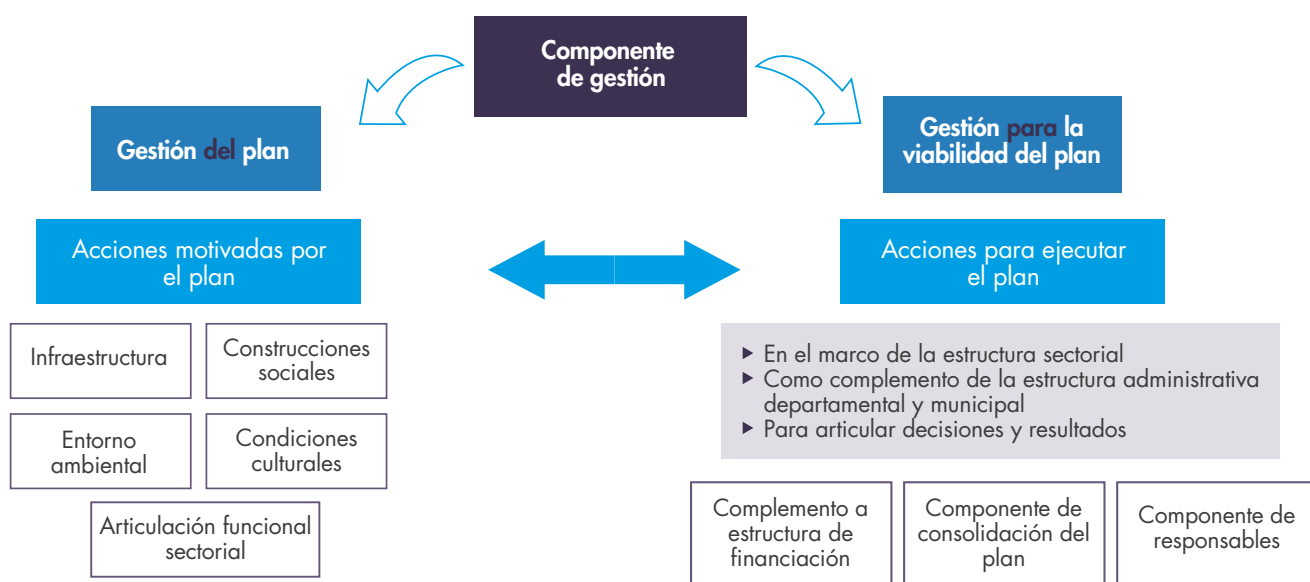 Componente
de gestión
Gestión del plan
Acciones motivadas por
el plan
Infraestructura
Construcciones
sociales
Entorno
ambiental
Condiciones
culturales
Articulación funcional
sectorial
Gestión para la
viabilidad del plan
Acciones para ejecutar
el plan
▶ En el marco de la estructura sectorial
▶ Como complemento de la estructura administrativa
departamental y municipal
▶ Para articular decisiones y resultados
Complemento a
estructura de
financiación
Componente de
consolidación del
plan
Componente de
responsables